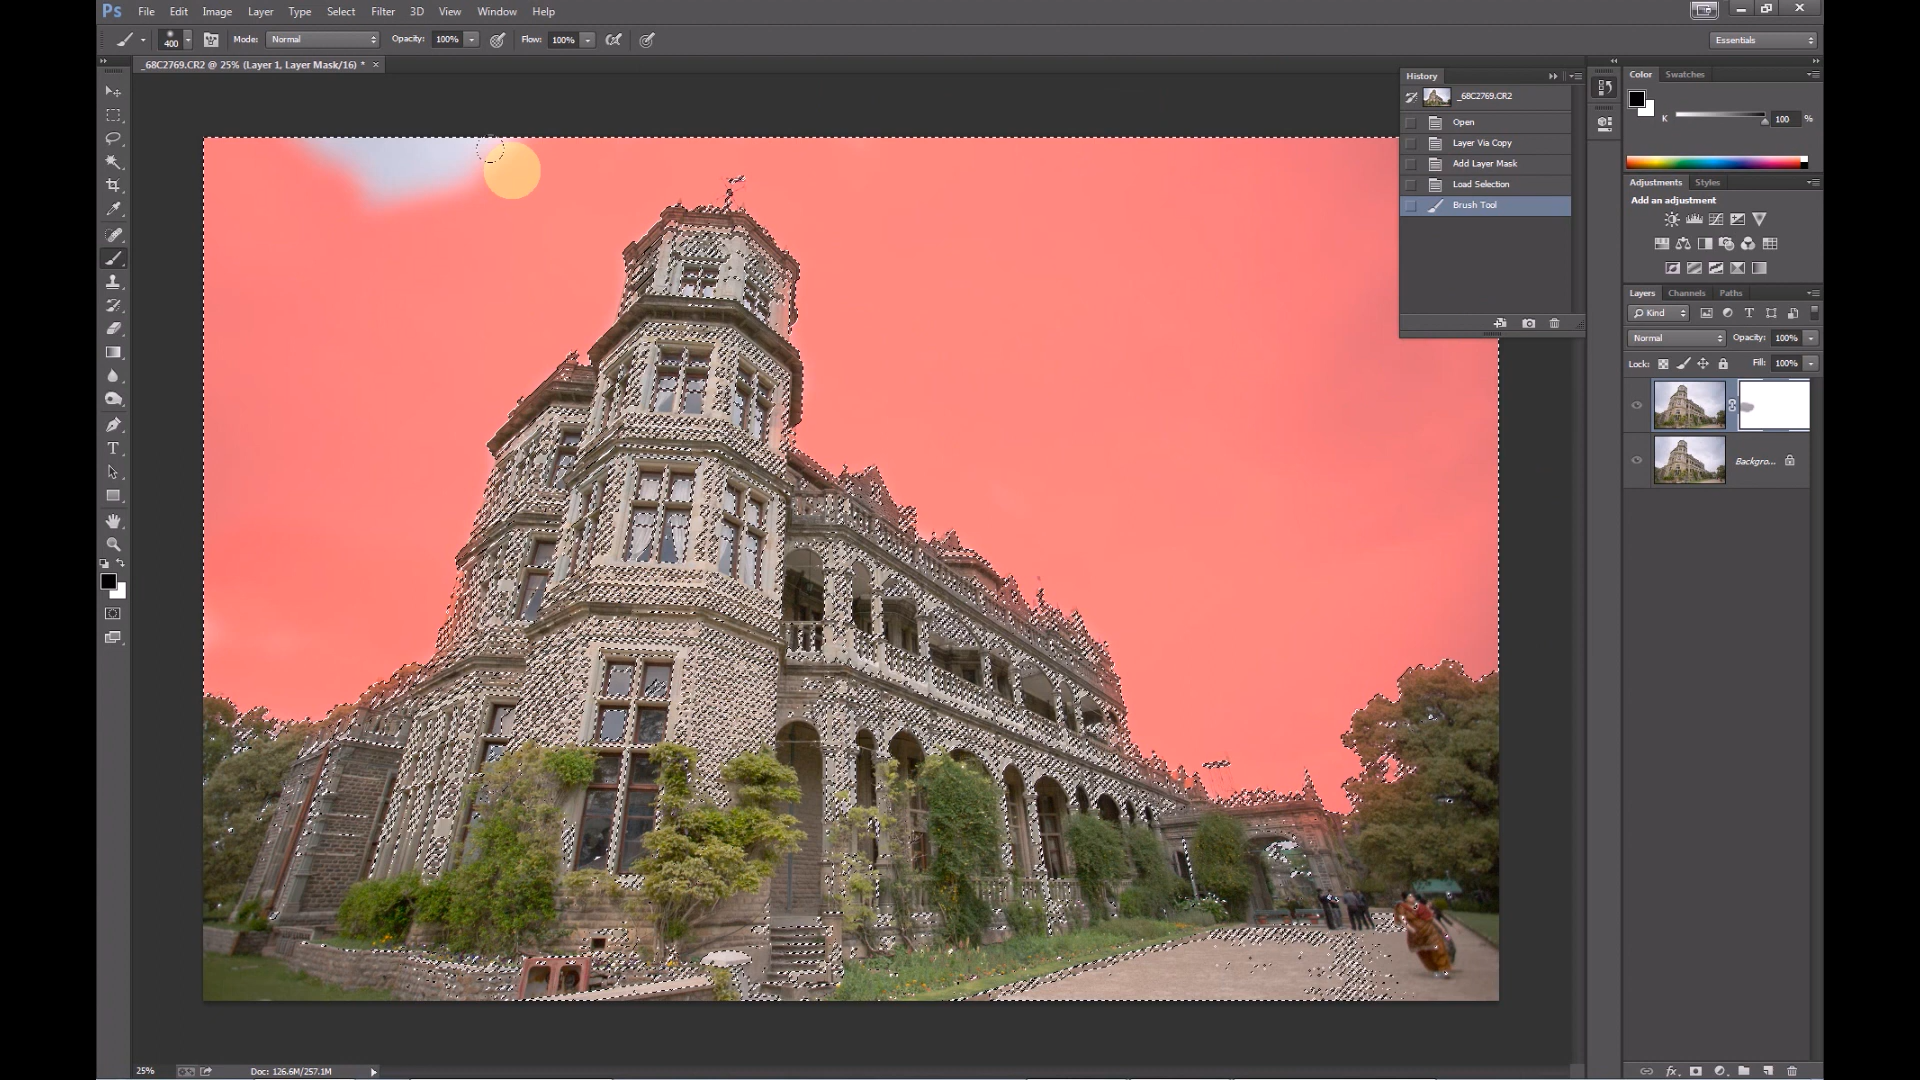 Ps File Edit Image Layer Type Select Filter 3D View Window Help
400 Mode: Normal Opacity: 100% Flow: 100% Essentials
_68C2769.CR2 @ 25% (Layer 1, Layer Mask/16) * ×
History
_68C2769.CR2
Open
Layer Via Copy
Add Layer Mask
Load Selection
Brush Tool
Color Swatches
K 100 %
Adjustments Styles
Add an adjustment
Layers Channels Paths
Kind
Normal Opacity: 100%
Lock: Fill: 100%
Backgro...
25% Doc: 126.6M/257.1M
fx